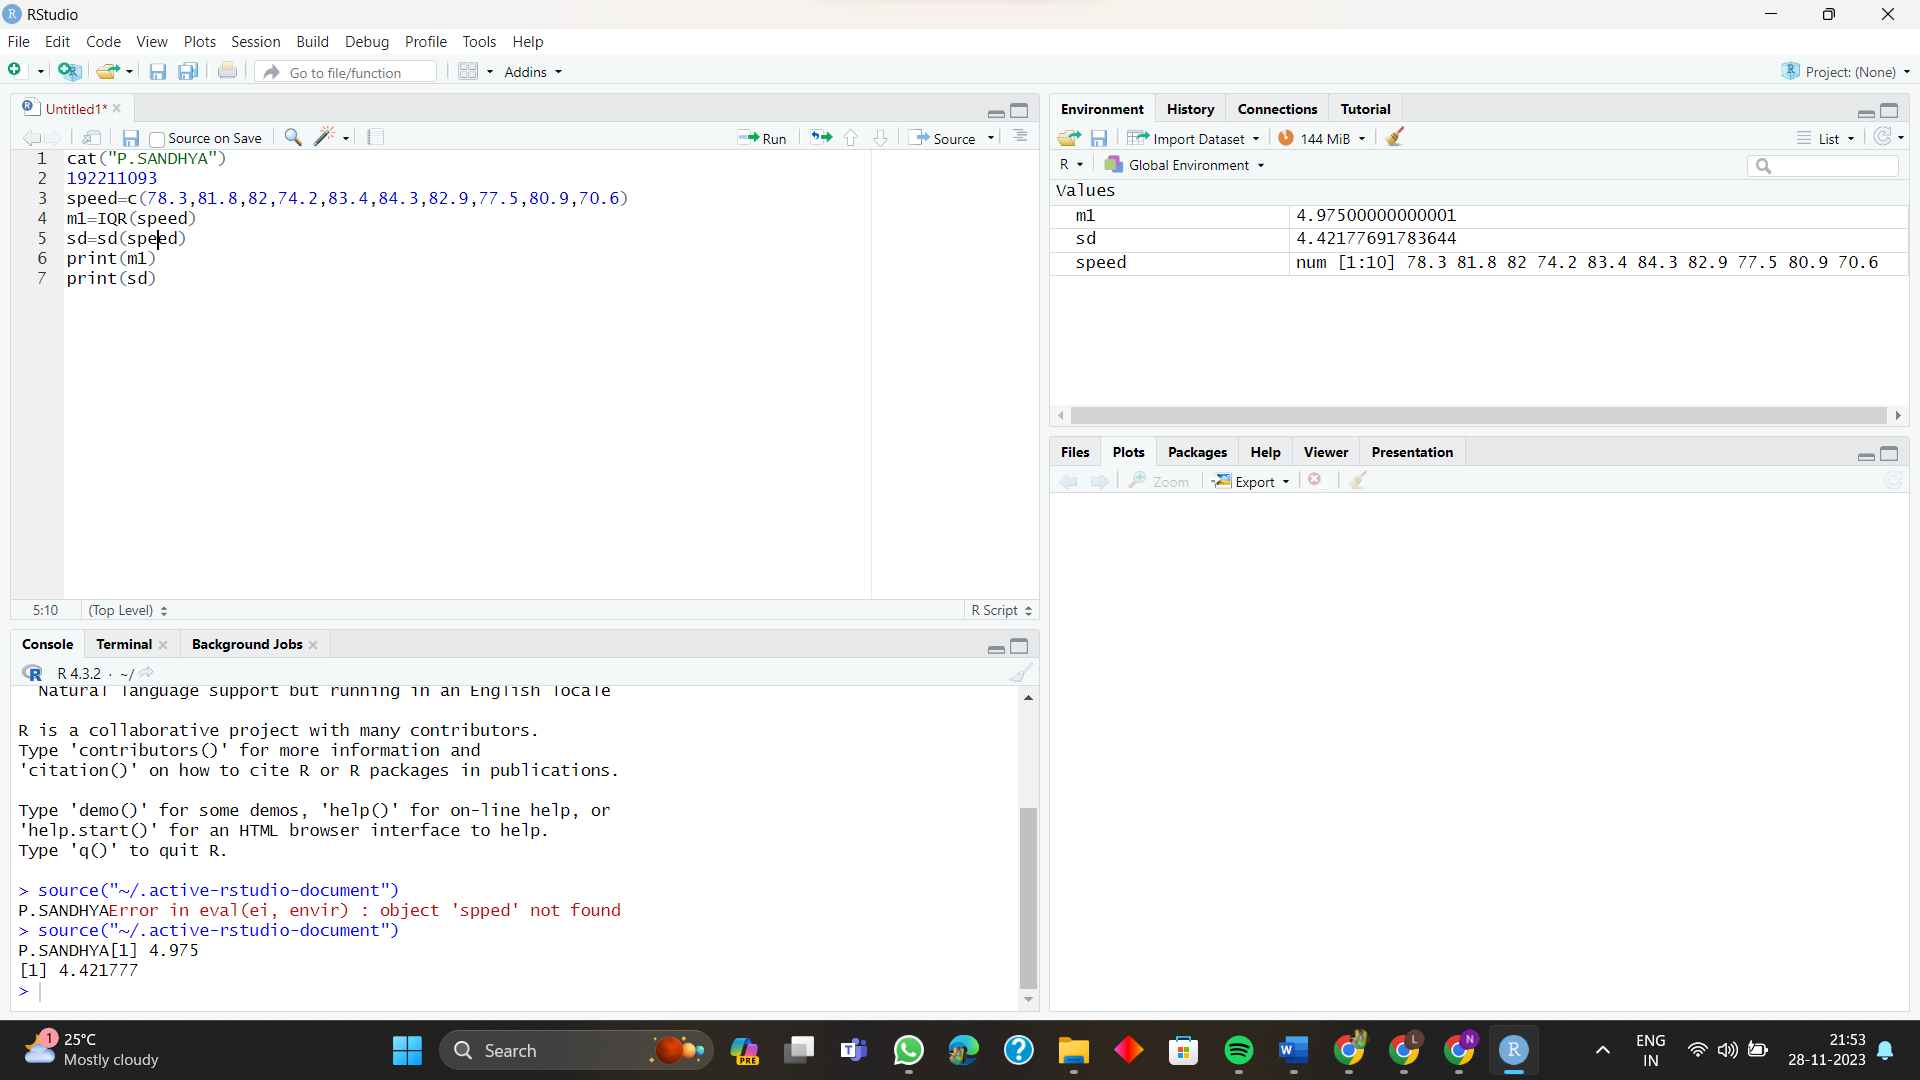 RStudio
File Edit Code View Plots Session Build Debug Profile Tools Help
Go to file/function Addins Project: (None)
Untitled1*
Source on Save Run Source
1 cat("P.SANDHYA")
2 192211093
3 speed=c(78.3,81.8,82,74.2,83.4,84.3,82.9,77.5,80.9,70.6)
4 m1=IQR(speed)
5 sd=sd(speed)
6 print(m1)
7 print(sd)
5:10 (Top Level) R Script
Console Terminal Background Jobs
R 4.3.2 · ~/
Natural language support but running in an English locale
R is a collaborative project with many contributors.
Type 'contributors()' for more information and
'citation()' on how to cite R or R packages in publications.
Type 'demo()' for some demos, 'help()' for on-line help, or
'help.start()' for an HTML browser interface to help.
Type 'q()' to quit R.
> source("~/.active-rstudio-document")
P.SANDHYAError in eval(ei, envir) : object 'spped' not found
> source("~/.active-rstudio-document")
P.SANDHYA[1] 4.975
[1] 4.421777
>
Environment History Connections Tutorial
Import Dataset 144 MiB List
R Global Environment
Values
m1 4.97500000000001
sd 4.42177691783644
speed num [1:10] 78.3 81.8 82 74.2 83.4 84.3 82.9 77.5 80.9 70.6
Files Plots Packages Help Viewer Presentation
Zoom Export
1 25°C
Mostly cloudy
Search
PRE
L
N
ENG
IN
21:53
28-11-2023